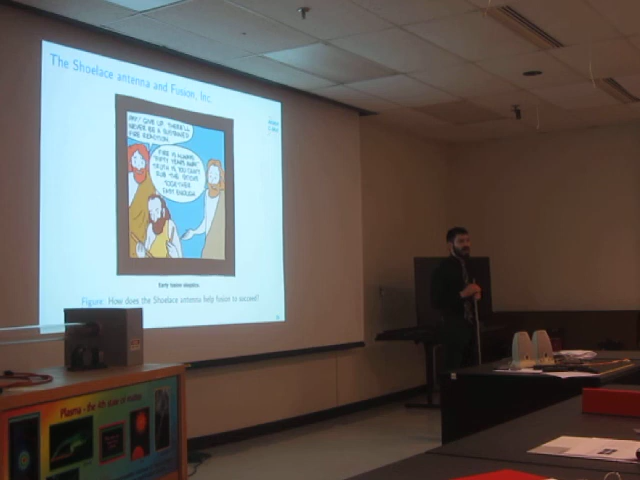 The Shoelace antenna and Fusion, Inc.
GIVE UP. THERE'LL
NEVER BE A SUSTAINED
FIRE REACTION.
FIRE IS ALWAYS
"FIFTY YEARS AWAY"
TRUTH IS, YOU CAN'T
RUB THE STICKS
TOGETHER
FAST ENOUGH.
Early fusion skeptics
Figure: How does the Shoelace antenna help fusion to succeed?
Plasma - the 4th state of matter